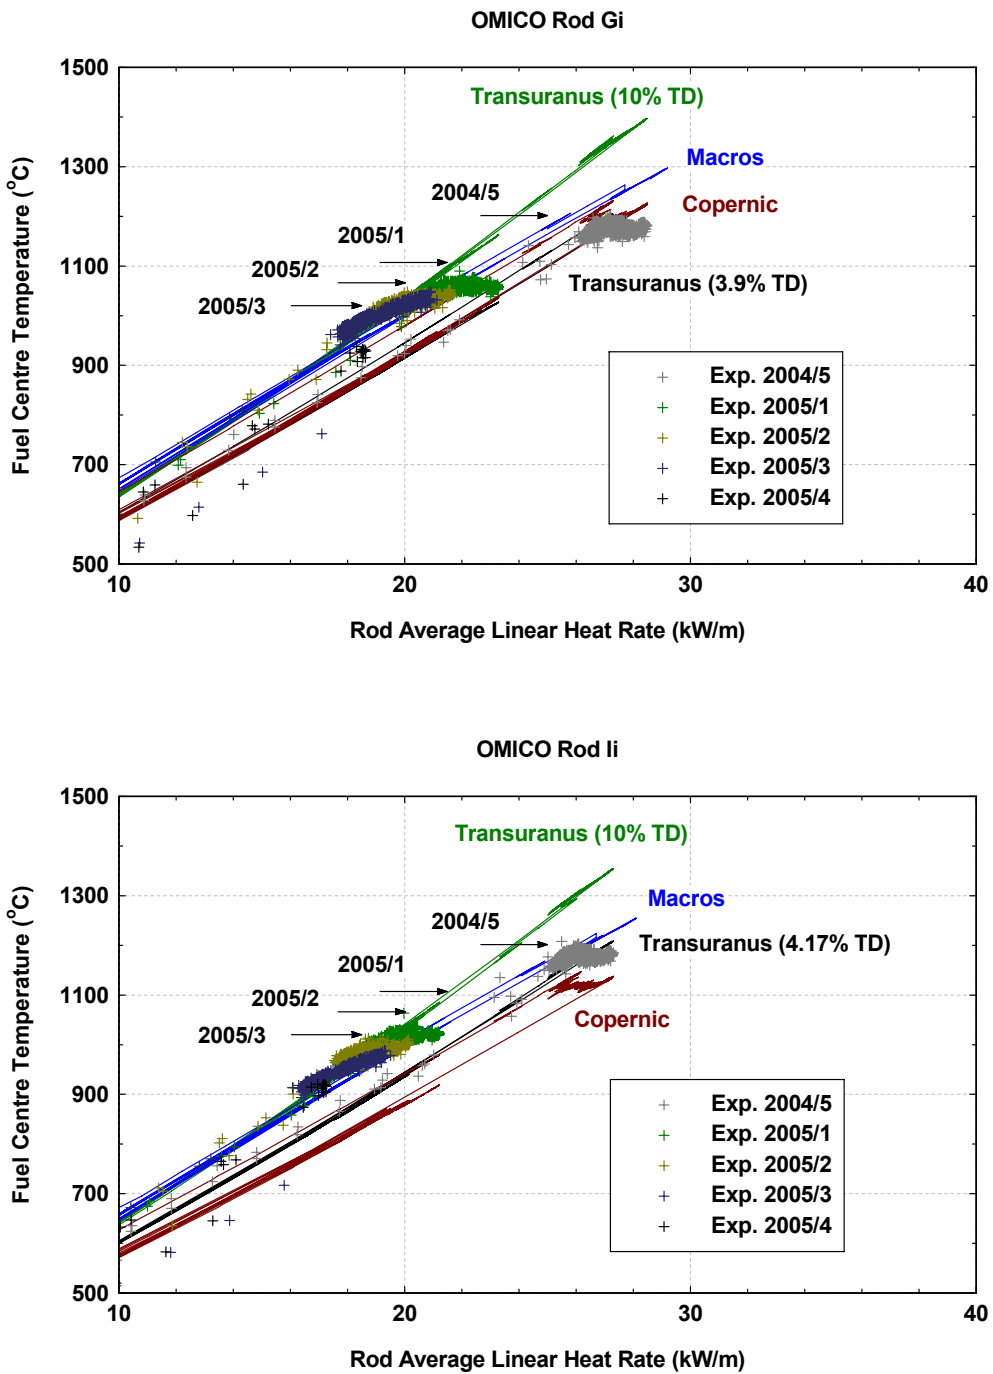 OMICO Rod Gi
1500
Transuranus (10% TD)
1300
Macros
2004/5
Copernic
2005/1
1100
2005/2
Transuranus (3.9% TD)
2005/3
900
Exp. 2004/5
Exp. 2005/1
Exp. 2005/2
Exp. 2005/3
Exp. 2005/4
700
500
10
20
30
40
Fuel Centre Temperature (°C)
Rod Average Linear Heat Rate (kW/m)
OMICO Rod Ii
1500
Transuranus (10% TD)
1300
Macros
2004/5
Transuranus (4.17% TD)
2005/1
1100
2005/2
Copernic
2005/3
900
Exp. 2004/5
Exp. 2005/1
Exp. 2005/2
Exp. 2005/3
Exp. 2005/4
700
500
10
20
30
40
Fuel Centre Temperature (°C)
Rod Average Linear Heat Rate (kW/m)